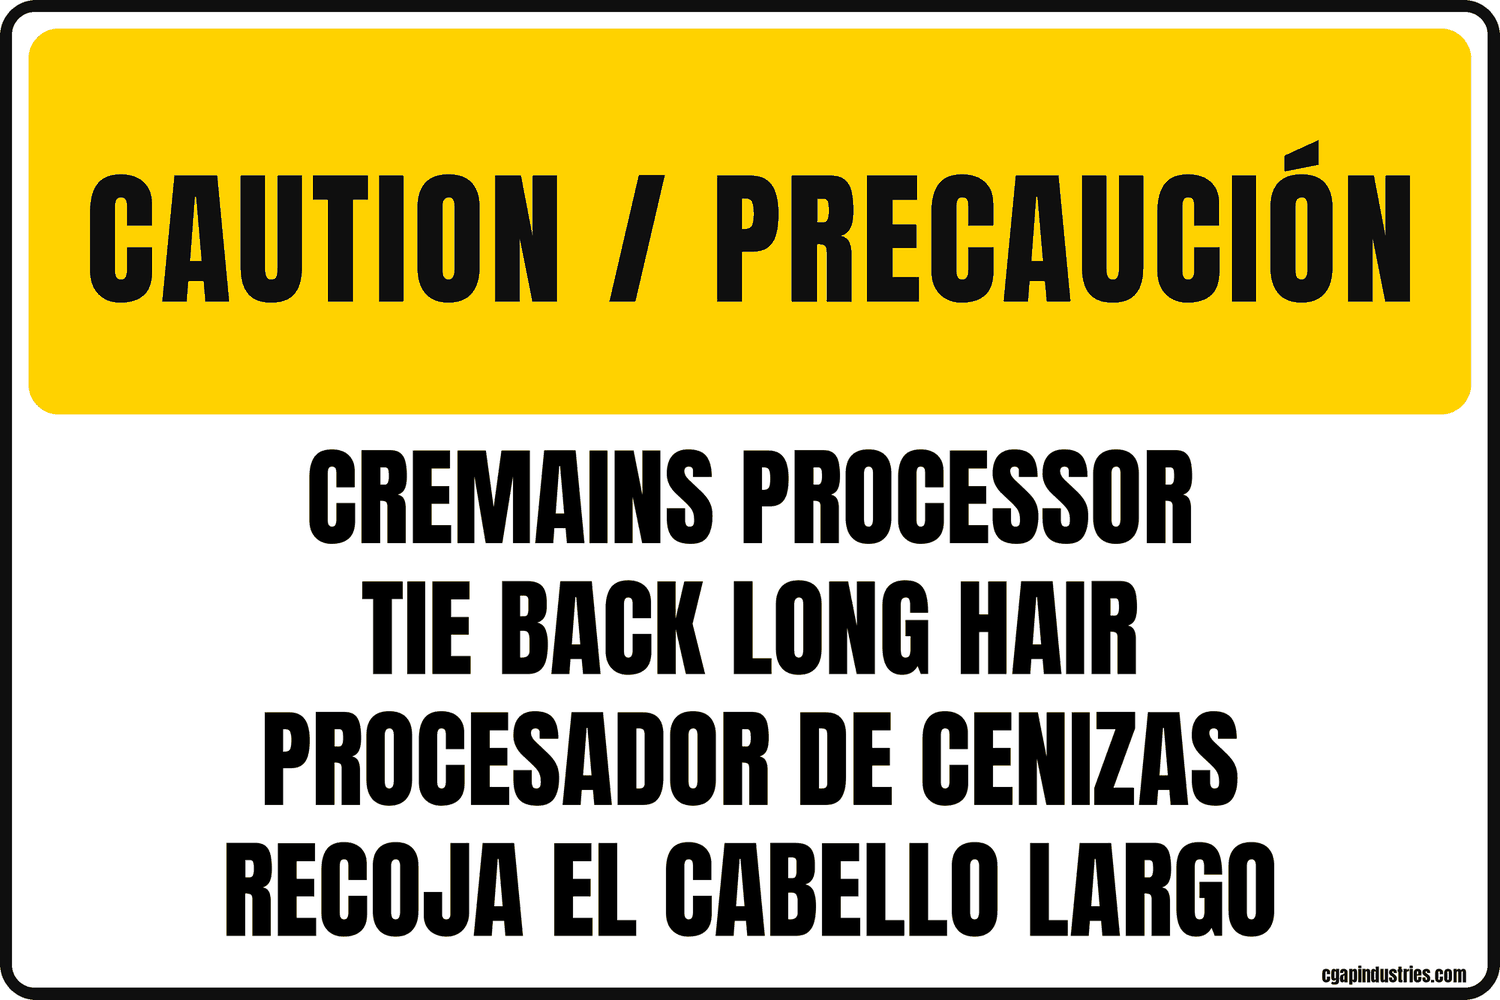 CAUTION / PRECAUCIÓN
CREMAINS PROCESSOR
TIE BACK LONG HAIR
PROCESADOR DE CENIZAS
RECOJA EL CABELLO LARGO
cgapindustries.com